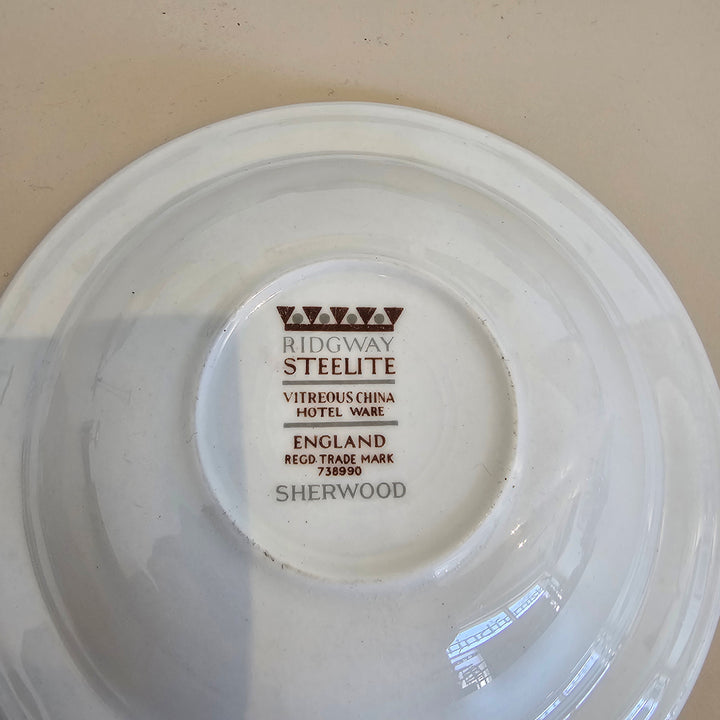 RIDGWAY
STEELITE
VITREOUS CHINA
HOTEL WARE
ENGLAND
REGD. TRADE MARK
738990
SHERWOOD